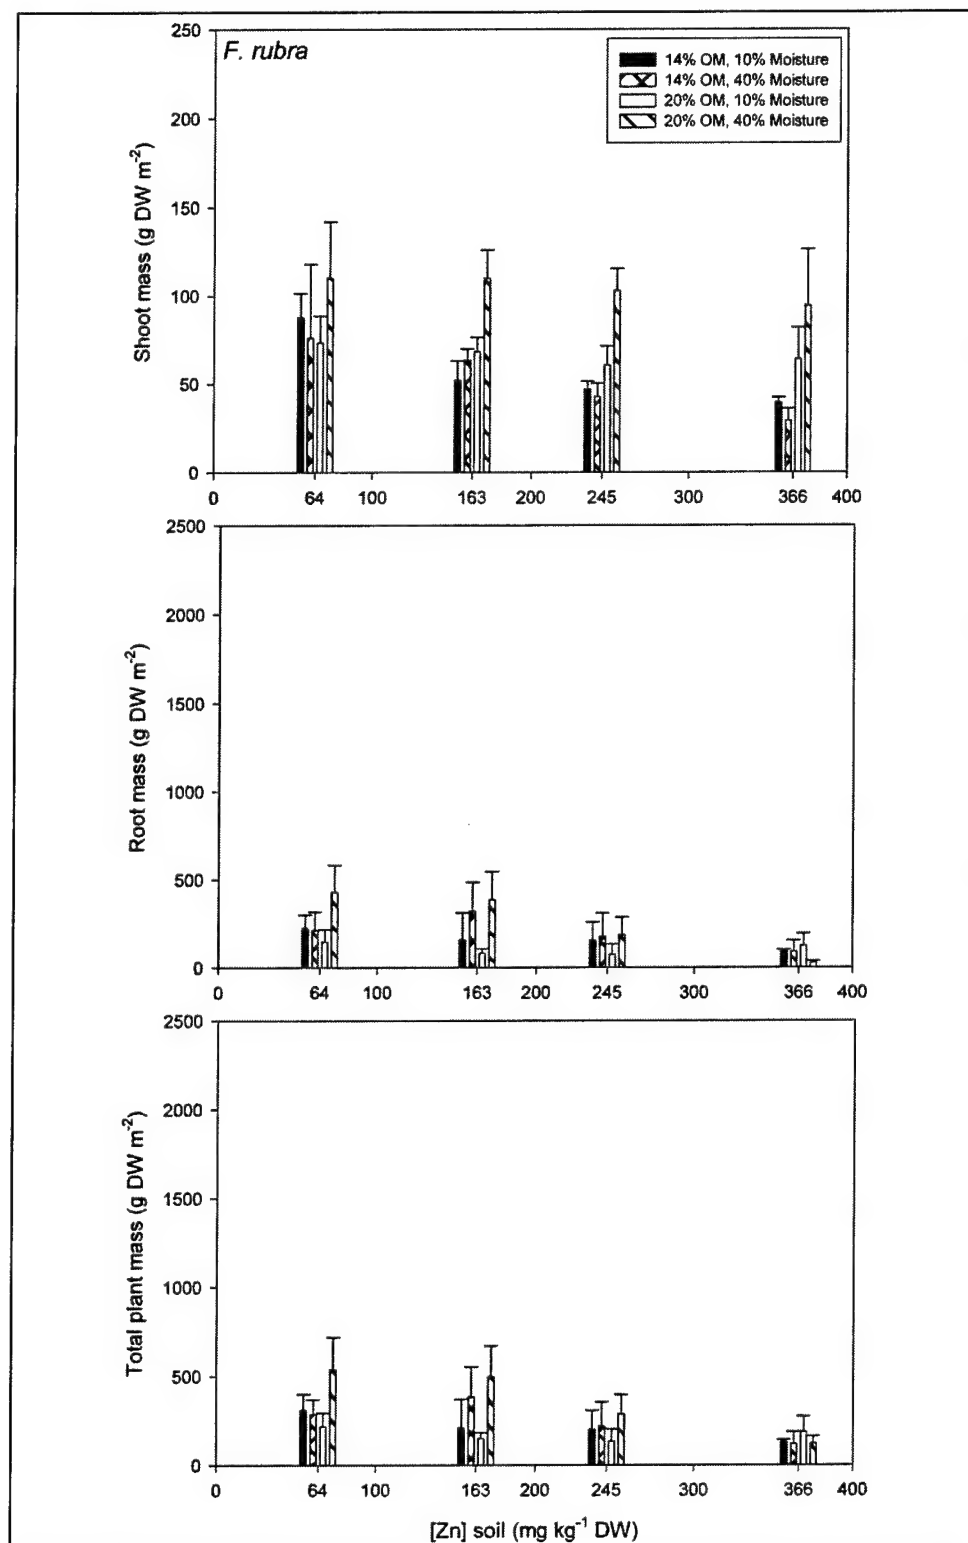 F. rubra
14% OM, 10% Moisture
14% OM, 40% Moisture
20% OM, 10% Moisture
20% OM, 40% Moisture
Shoot mass (g DW m-2)
250
200
150
100
50
0
0 64 100 163 200 245 300 366 400
Root mass (g DW m-2)
2500
2000
1500
1000
500
0
0 64 100 163 200 245 300 366 400
Total plant mass (g DW m-2)
2500
2000
1500
1000
500
0
0 64 100 163 200 245 300 366 400
[Zn] soil (mg kg-1 DW)